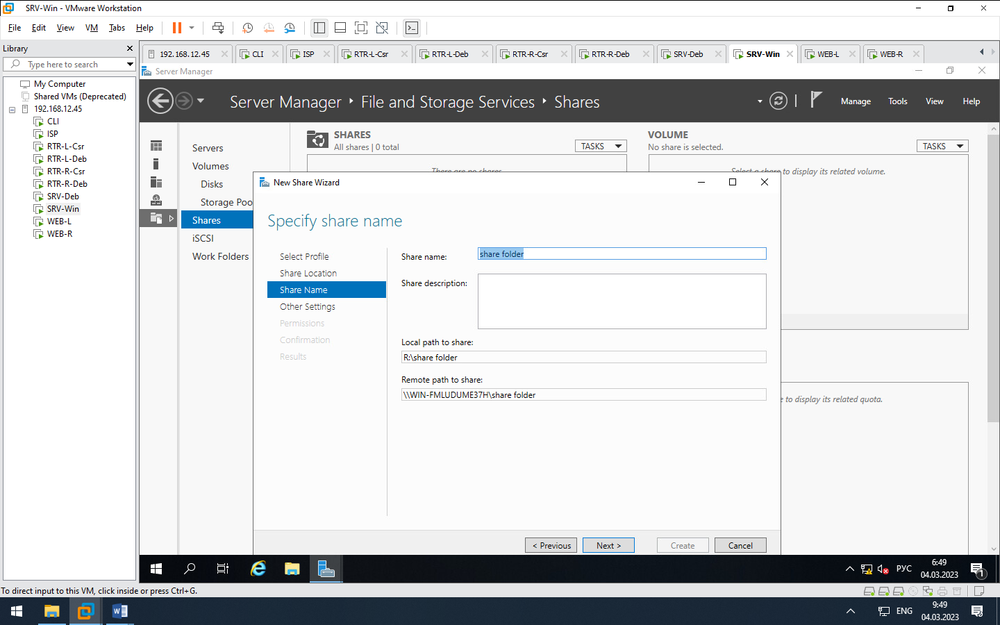 SRV-Win - VMware Workstation
File Edit View VM Tabs Help
Library
Type here to search
My Computer
Shared VMs (Deprecated)
192.168.12.45
CLI
ISP
RTR-L-Csr
RTR-L-Deb
RTR-R-Csr
RTR-R-Deb
SRV-Deb
SRV-Win
WEB-L
WEB-R
192.168.12.45 CLI ISP RTR-L-Csr RTR-L-Deb RTR-R-Csr RTR-R-Deb SRV-Deb SRV-Win WEB-L WEB-R
Server Manager
Server Manager File and Storage Services Shares
Manage Tools View Help
Servers
Volumes
Disks
Storage Poo
Shares
iSCSI
Work Folders
SHARES
All shares | 0 total
TASKS
There are no shares
VOLUME
No share is selected.
TASKS
Select a share to display its related volume.
e to display its related quota.
New Share Wizard
Specify share name
Select Profile
Share Location
Share Name
Other Settings
Permissions
Confirmation
Results
Share name:
share folder
Share description:
Local path to share:
R:\share folder
Remote path to share:
\\WIN-FMLUDUME37H\share folder
< Previous Next > Create Cancel
РУС
6:49
04.03.2023
1
To direct input to this VM, click inside or press Ctrl+G.
ENG
9:49
04.03.2023